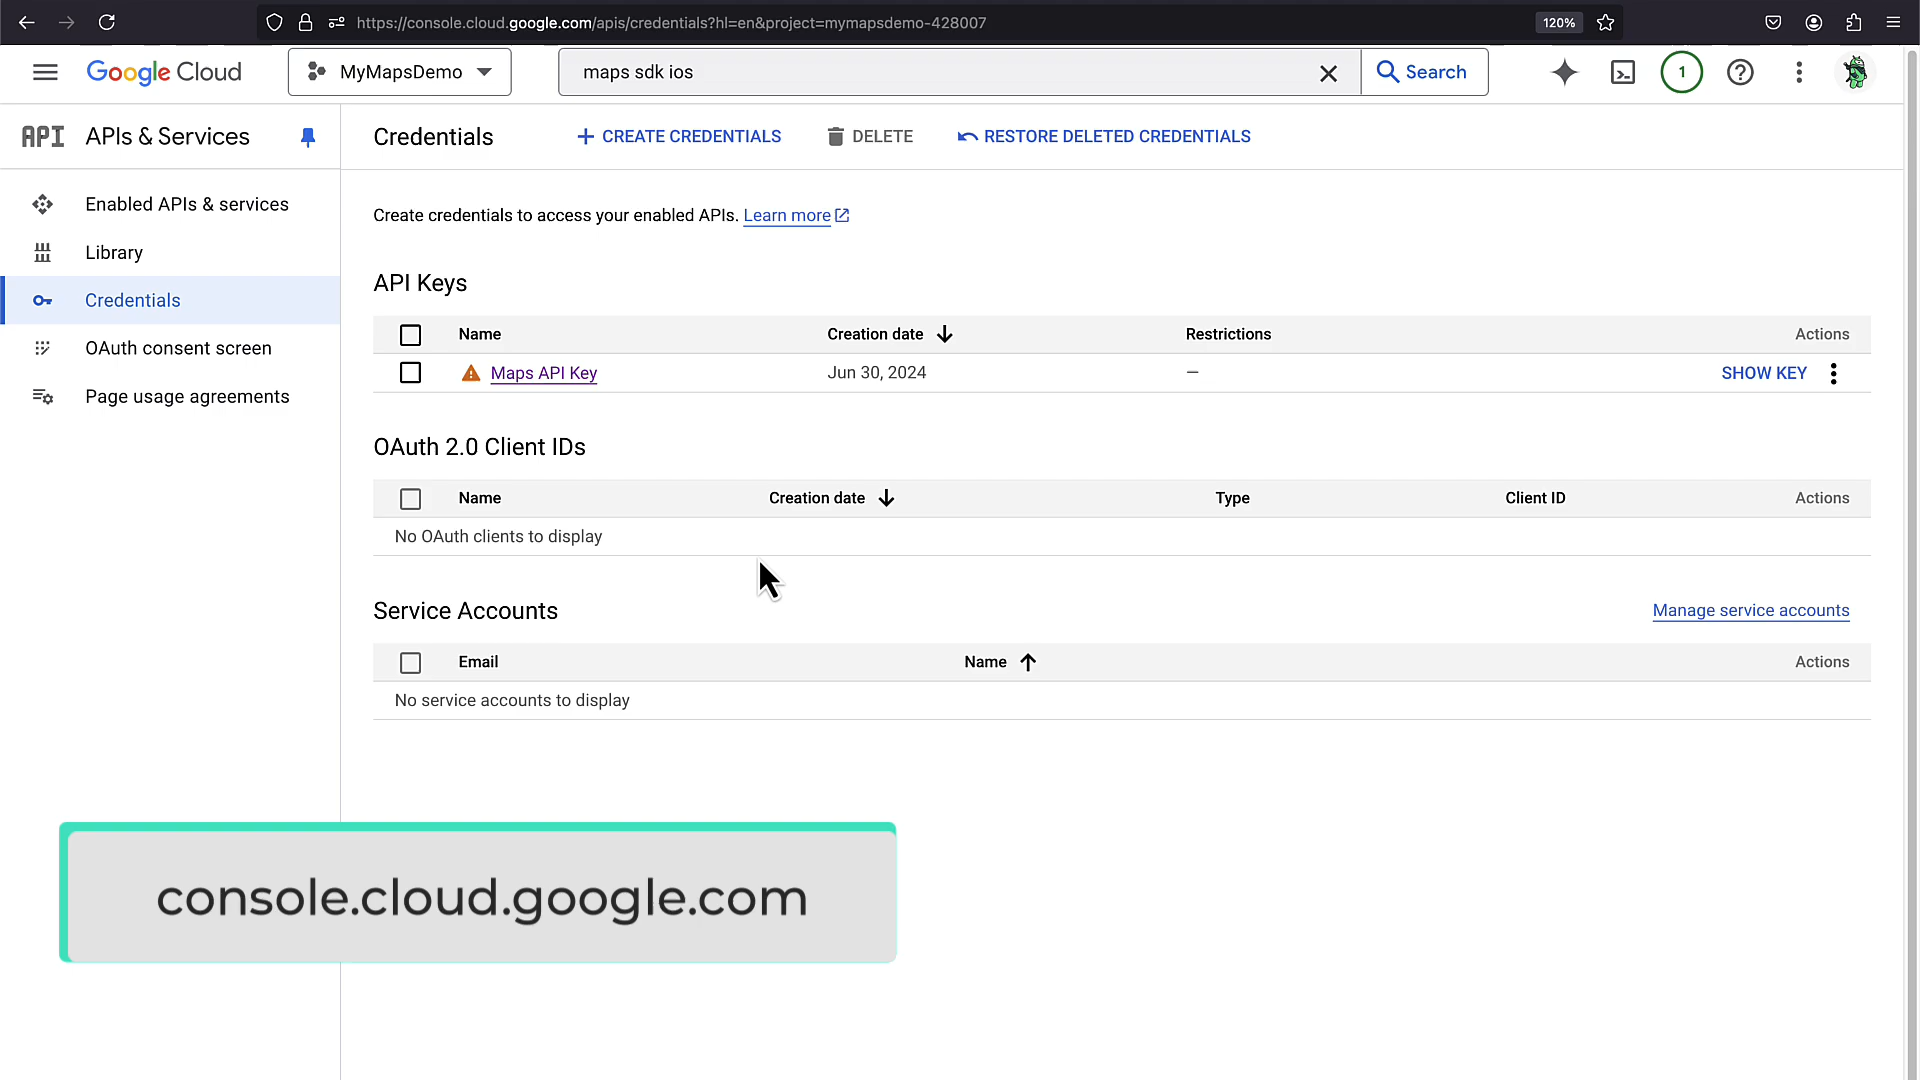 https://console.cloud.google.com/apis/credentials?hl=en&project=mymapsdemo-428007
120%
Google Cloud
MyMapsDemo
maps sdk ios
Search
1
API
APIs & Services
Credentials
CREATE CREDENTIALS
DELETE
RESTORE DELETED CREDENTIALS
Enabled APIs & services
Library
Credentials
OAuth consent screen
Page usage agreements
Create credentials to access your enabled APIs. Learn more
API Keys
Name Creation date Restrictions Actions
Maps API Key Jun 30, 2024 — SHOW KEY
OAuth 2.0 Client IDs
Name Creation date Type Client ID Actions
No OAuth clients to display
Service Accounts
Manage service accounts
Email Name Actions
No service accounts to display
console.cloud.google.com